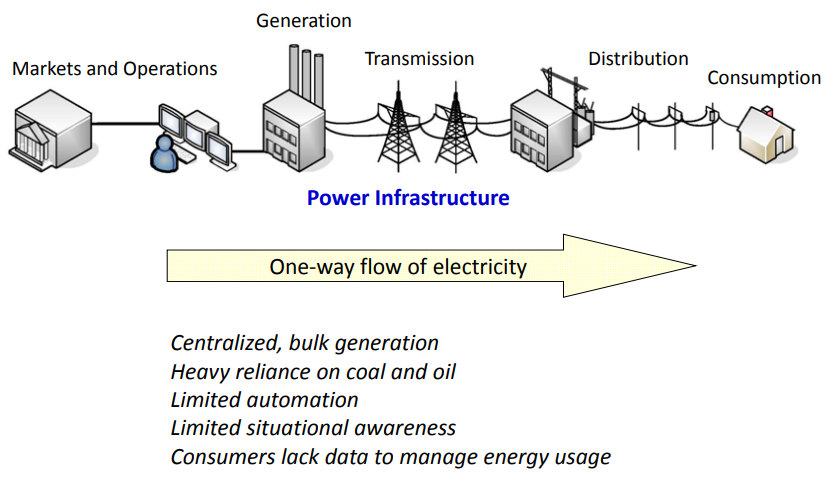 Generation
Markets and Operations
Transmission
Distribution
Consumption
Power Infrastructure
One-way flow of electricity
Centralized, bulk generation
Heavy reliance on coal and oil
Limited automation
Limited situational awareness
Consumers lack data to manage energy usage